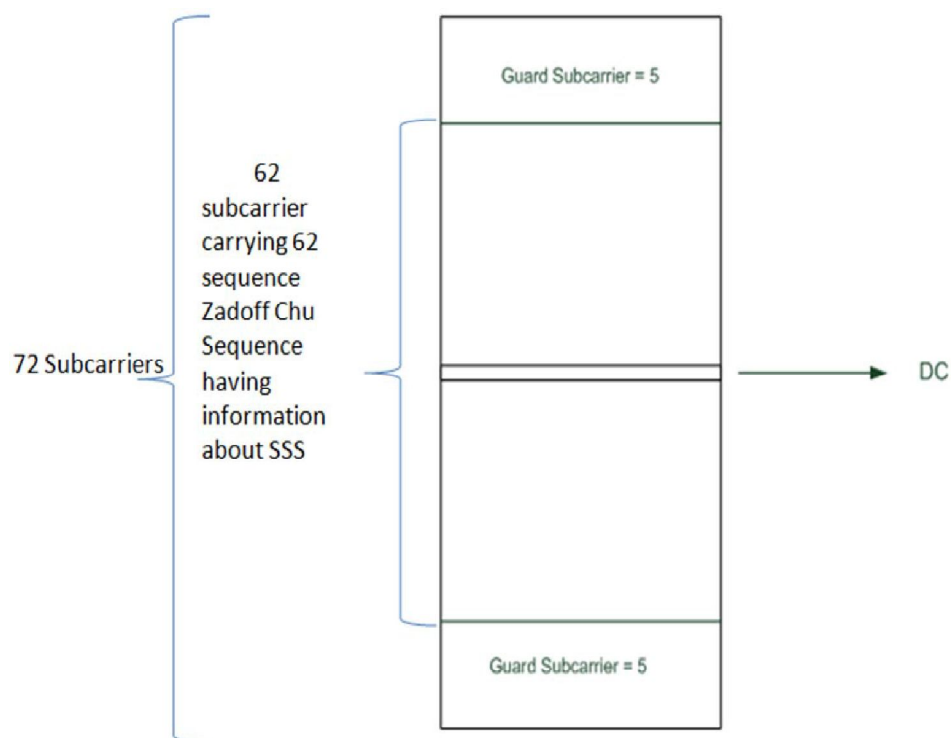 Guard Subcarrier = 5
62
subcarrier
carrying 62
sequence
Zadoff Chu
Sequence
having
information
about SSS
72 Subcarriers
DC
Guard Subcarrier = 5